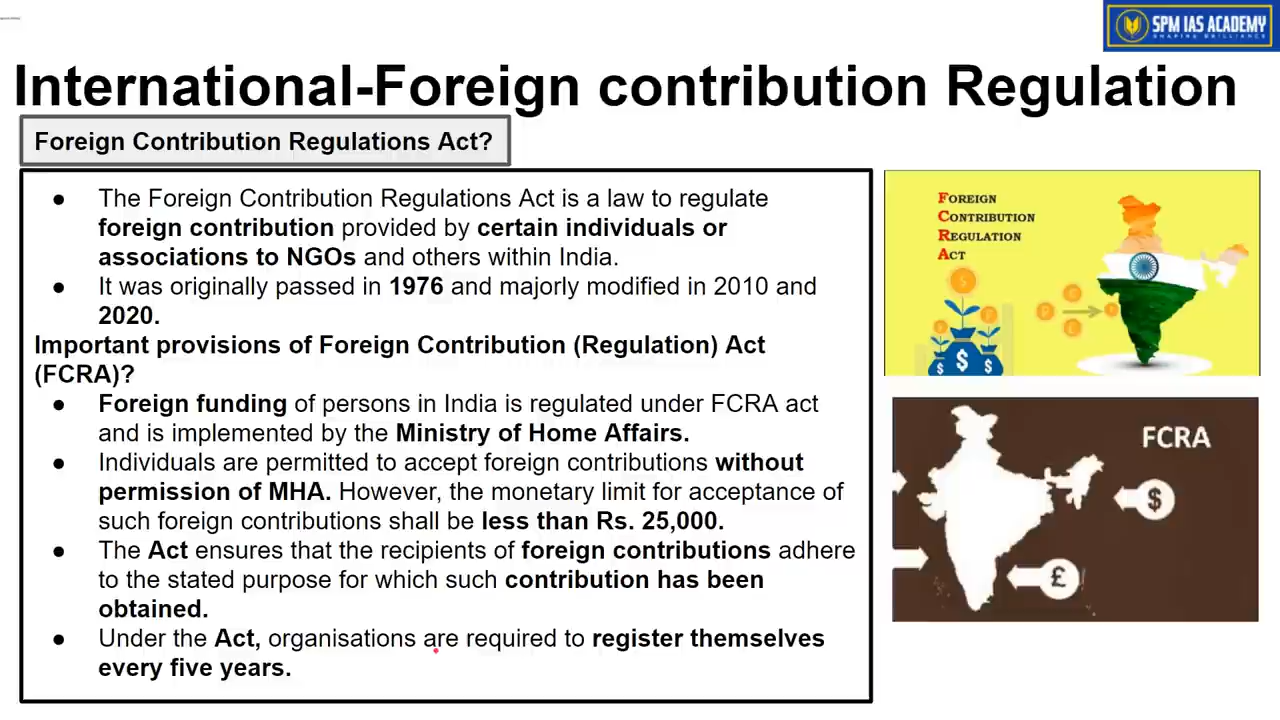 SPM IAS ACADEMY
SHAPING BRILLIANCE
International-Foreign contribution Regulation
Foreign Contribution Regulations Act?
● The Foreign Contribution Regulations Act is a law to regulate
foreign contribution provided by certain individuals or
associations to NGOs and others within India.
● It was originally passed in 1976 and majorly modified in 2010 and
2020.
Important provisions of Foreign Contribution (Regulation) Act
(FCRA)?
● Foreign funding of persons in India is regulated under FCRA act
and is implemented by the Ministry of Home Affairs.
● Individuals are permitted to accept foreign contributions without
permission of MHA. However, the monetary limit for acceptance of
such foreign contributions shall be less than Rs. 25,000.
● The Act ensures that the recipients of foreign contributions adhere
to the stated purpose for which such contribution has been
obtained.
● Under the Act, organisations are required to register themselves
every five years.
FOREIGN
CONTRIBUTION
REGULATION
ACT
$
$ $ $
FCRA
$
£